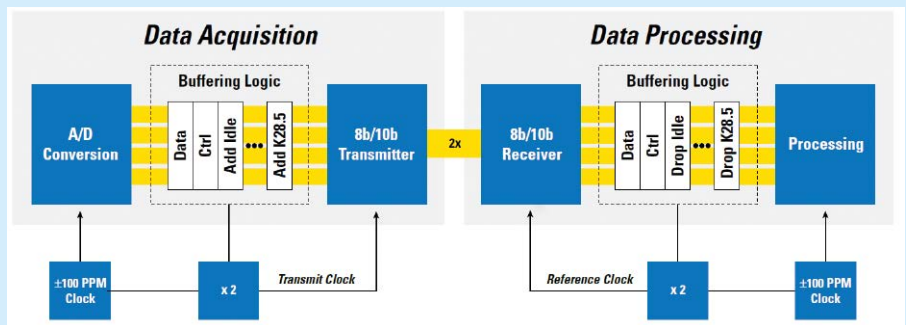 Data Acquisition
Data Processing
Buffering Logic
Buffering Logic
A/D
Conversion
Data
Ctrl
Add Idle
•••
Add K28.5
8b/10b
Transmitter
2x
8b/10b
Receiver
Data
Ctrl
Drop Idle
•••
Drop K28.5
Processing
±100 PPM
Clock
x 2
Transmit Clock
Reference Clock
x 2
±100 PPM
Clock